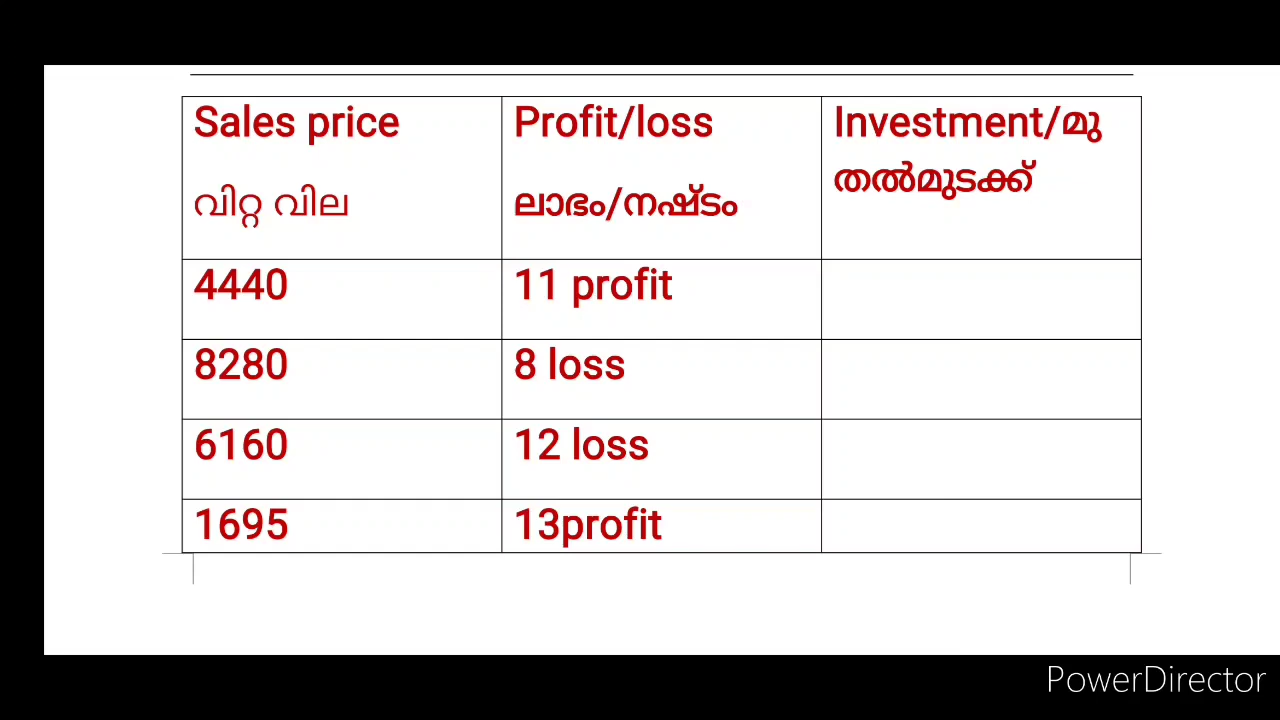 Sales price
വിറ്റ വില
Profit/loss
ലാഭം/നഷ്ടം
Investment/മു
തൽമുടക്ക്
4440
11 profit
8280
8 loss
6160
12 loss
1695
13profit
PowerDirector